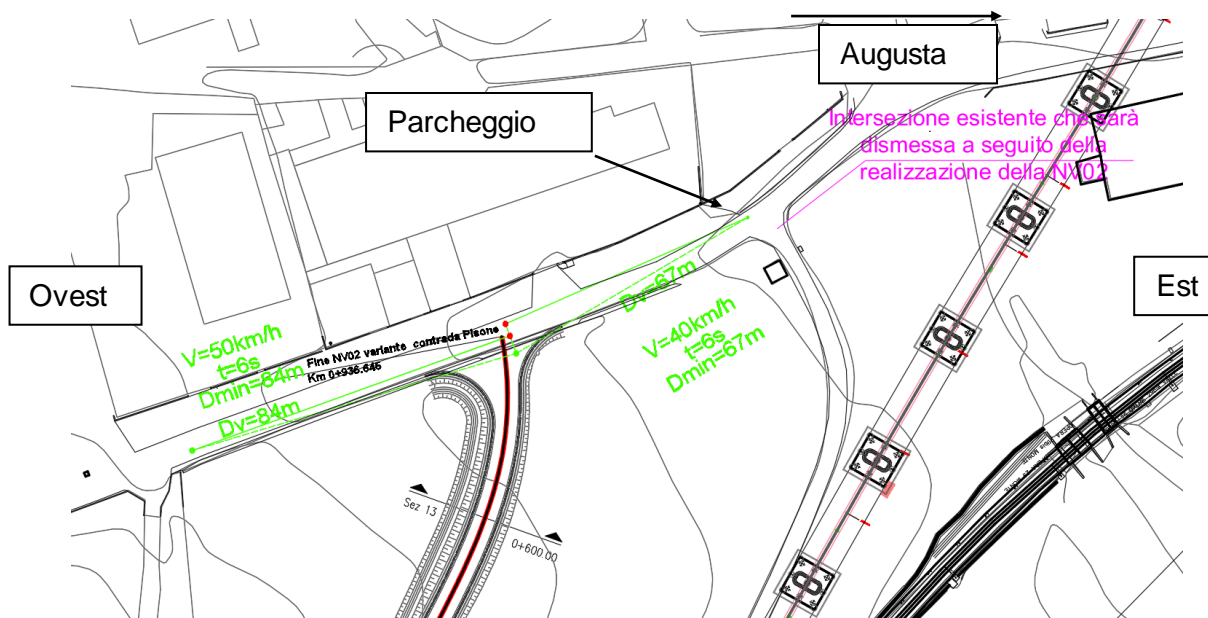 Augusta
Parcheggio
Intersezione esistente che sarà
dismessa a seguito della
realizzazione della NV02
Ovest
Est
V=50km/h
t=6s
Dmin=84m
Dv=84m
Fine NV02 variante contrada Pisone
Km 0+936.646
Dv=67m
V=40km/h
t=6s
Dmin=67m
Sez 13
0+600.00